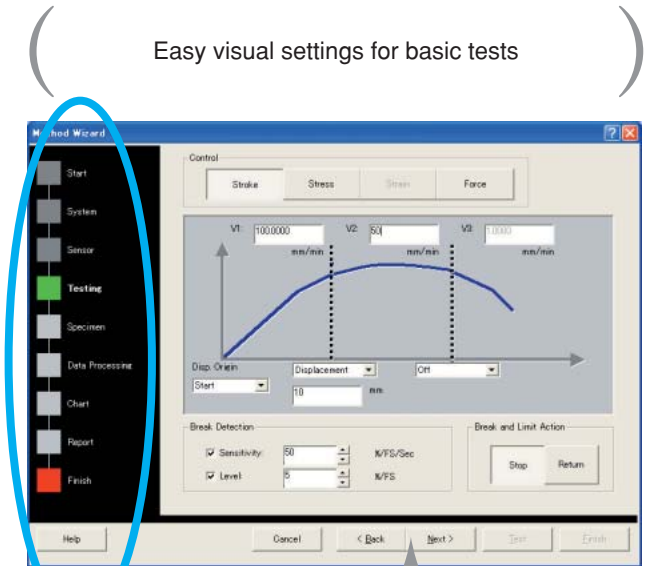 Easy visual settings for basic tests
Method Wizard
Start
System
Sensor
Testing
Specimen
Data Processing
Chart
Report
Finish
Control
Stroke Stress Strain Force
V1: 100.0000 V2: 50 V3: 1.0000
mm/min mm/min mm/min
Disp. Origin
Start
Displacement
Off
10 mm
Break Detection
Sensitivity: 50 %/FS/Sec
Level: 5 %/FS
Break and Limit Action
Stop Return
Help Cancel < Back Next > Test Finish